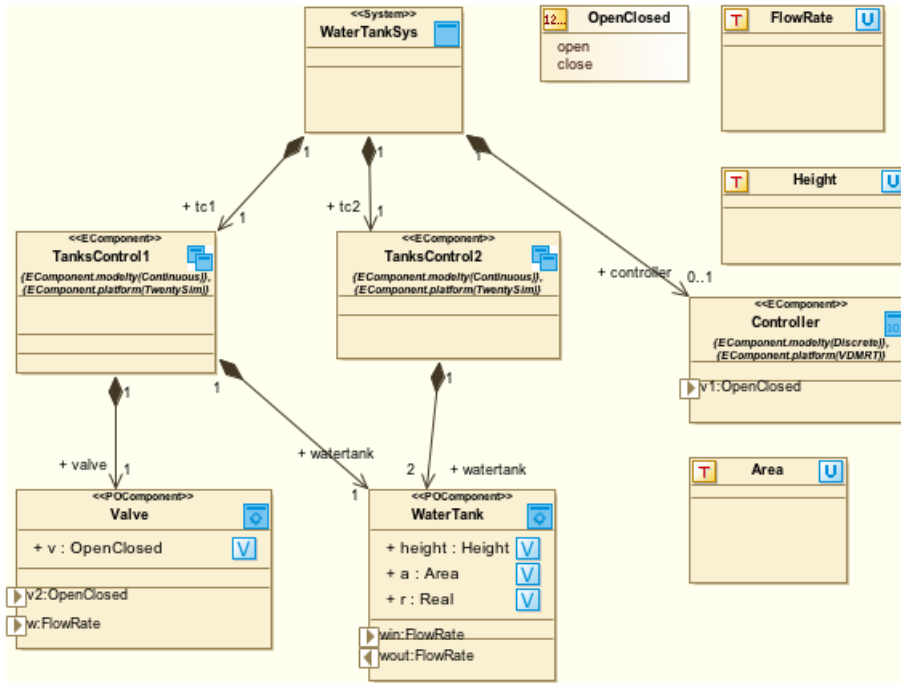 <<System>>
WaterTankSys
12...
OpenClosed
open
close
T
FlowRate
U
T
Height
U
1
1
1
+ tc1
1
+ tc2
1
+ controller
0..1
<<EComponent>>
TanksControl1
{EComponent.modelty(Continuous)},
{EComponent.platform(TwentySim)}
<<EComponent>>
TanksControl2
{EComponent.modelty(Continuous)},
{EComponent.platform(TwentySim)}
<<EComponent>>
Controller
{EComponent.modelty(Discrete)},
{EComponent.platform(VDMRT)}
v1:OpenClosed
1
1
1
+ valve
1
+ watertank
1
2
+ watertank
T
Area
U
<<POComponent>>
Valve
+ v : OpenClosed
V
v2:OpenClosed
w:FlowRate
<<POComponent>>
WaterTank
+ height : Height
V
+ a : Area
V
+ r : Real
V
win:FlowRate
wout:FlowRate